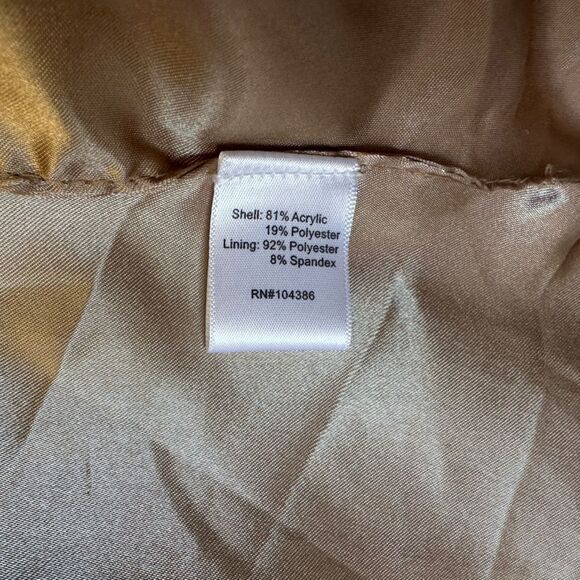 Shell: 81% Acrylic
19% Polyester
Lining: 92% Polyester
8% Spandex
RN#104386